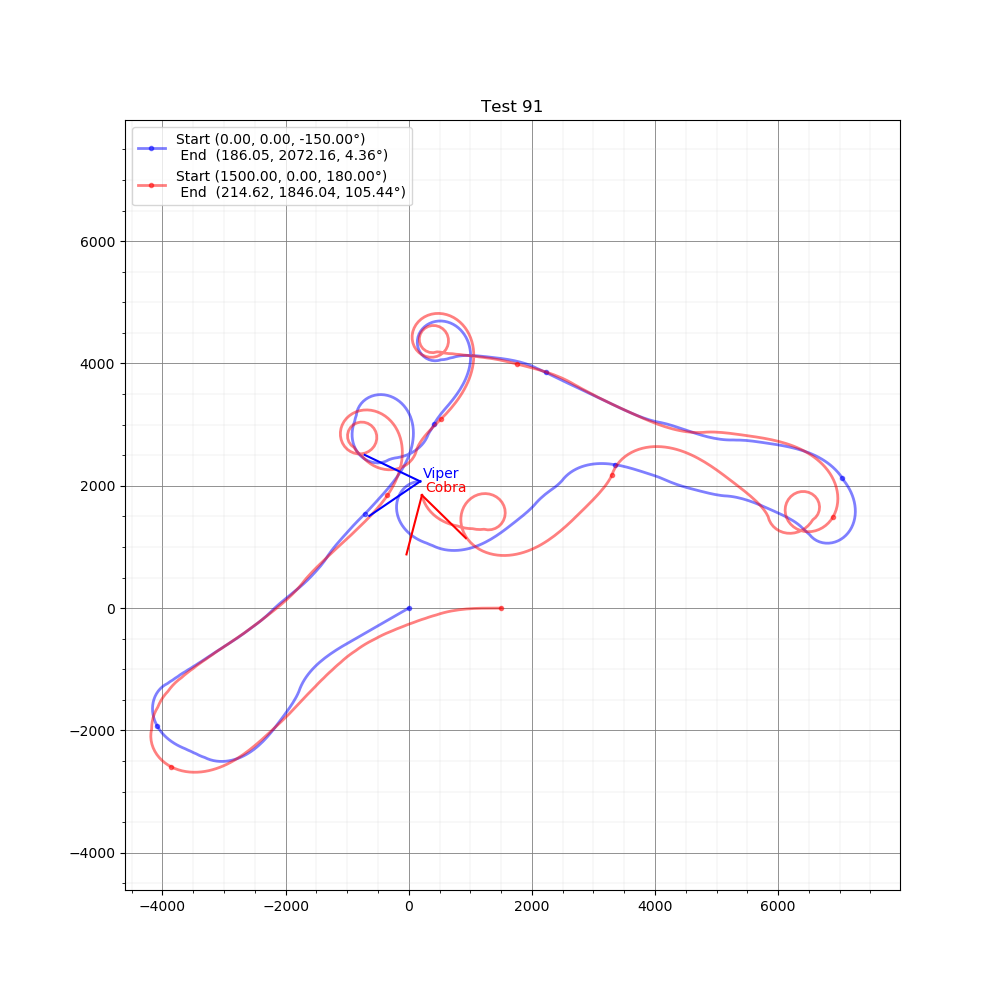 Test 91
Start (0.00, 0.00, -150.00°)
End (186.05, 2072.16, 4.36°)
Start (1500.00, 0.00, 180.00°)
End (214.62, 1846.04, 105.44°)
6000
4000
2000
0
−2000
−4000
Viper
Cobra
−4000 −2000 0 2000 4000 6000